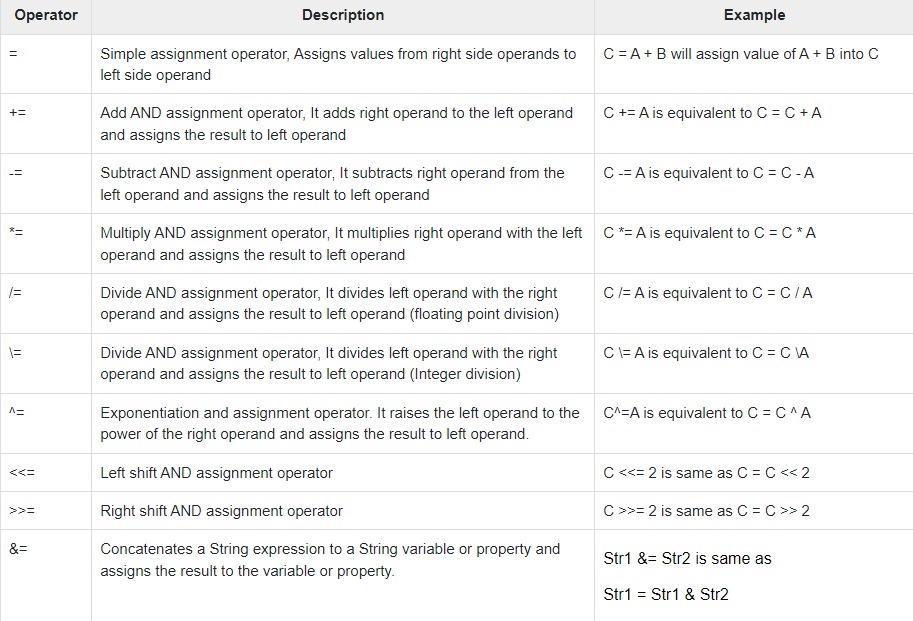 Operator Description Example
= Simple assignment operator, Assigns values from right side operands to C = A + B will assign value of A + B into C
left side operand
+= Add AND assignment operator, It adds right operand to the left operand C += A is equivalent to C = C + A
and assigns the result to left operand
-= Subtract AND assignment operator, It subtracts right operand from the C -= A is equivalent to C = C - A
left operand and assigns the result to left operand
*= Multiply AND assignment operator, It multiplies right operand with the left C *= A is equivalent to C = C * A
operand and assigns the result to left operand
/= Divide AND assignment operator, It divides left operand with the right C /= A is equivalent to C = C / A
operand and assigns the result to left operand (floating point division)
\= Divide AND assignment operator, It divides left operand with the right C \= A is equivalent to C = C \A
operand and assigns the result to left operand (Integer division)
^= Exponentiation and assignment operator. It raises the left operand to the C^=A is equivalent to C = C ^ A
power of the right operand and assigns the result to left operand.
<<= Left shift AND assignment operator C <<= 2 is same as C = C << 2
>>= Right shift AND assignment operator C >>= 2 is same as C = C >> 2
&= Concatenates a String expression to a String variable or property and Str1 &= Str2 is same as
assigns the result to the variable or property.
Str1 = Str1 & Str2